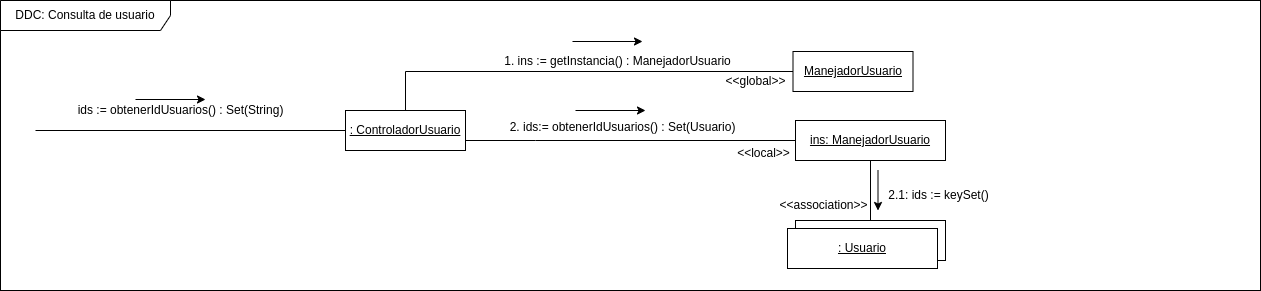 DDC: Consulta de usuario
1. ins := getInstancia() : ManejadorUsuario
ManejadorUsuario
<<global>>
ids := obtenerIdUsuarios() : Set(String)
: ControladorUsuario
2. ids:= obtenerIdUsuarios() : Set(Usuario)
ins: ManejadorUsuario
<<local>>
2.1: ids := keySet()
<<association>>
: Usuario